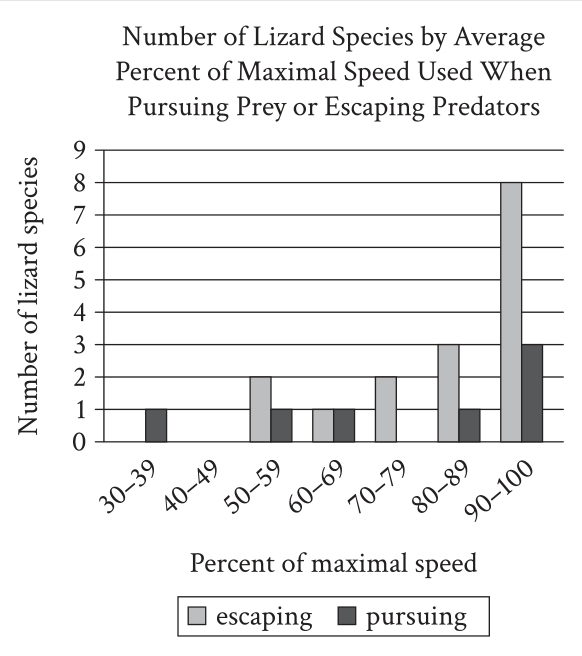 Number of Lizard Species by Average
Percent of Maximal Speed Used When
Pursuing Prey or Escaping Predators
Number of lizard species
9
8
7
6
5
4
3
2
1
0
30–39
40–49
50–59
60–69
70–79
80–89
90–100
Percent of maximal speed
escaping
pursuing